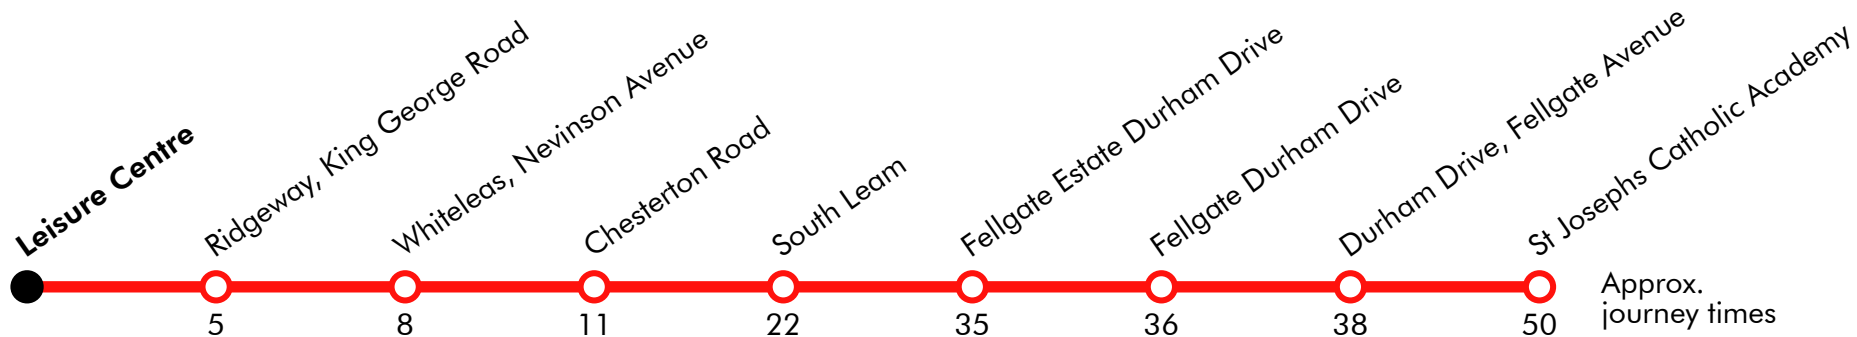 Leisure Centre
Ridgeway, King George Road
Whiteleas, Nevinson Avenue
Chesterton Road
South Leam
Fellgate Estate Durham Drive
Fellgate Durham Drive
Durham Drive, Fellgate Avenue
St Josephs Catholic Academy
5 8 11 22 35 36 38 50
Approx.
journey times